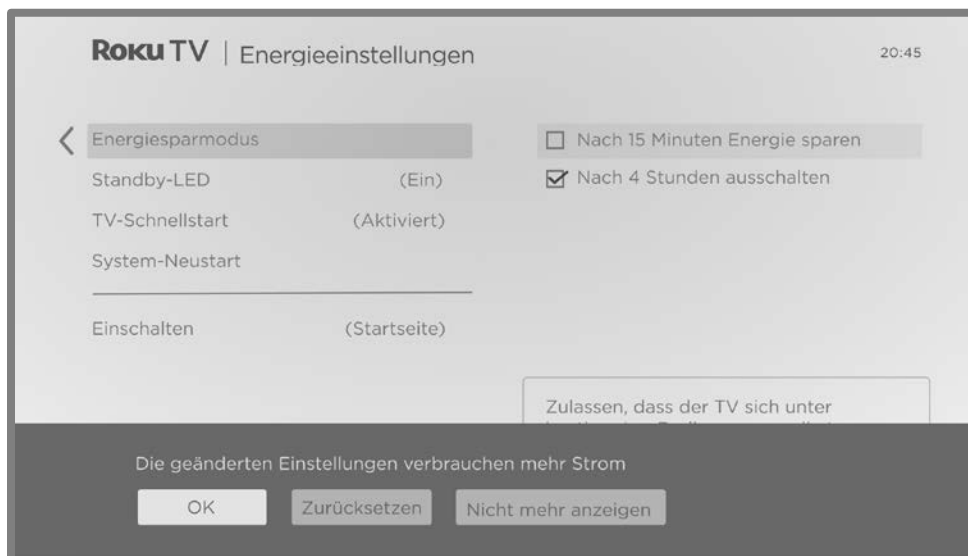 Roku TV | Energieeinstellungen
20:45
Energiesparmodus
Standby-LED (Ein)
TV-Schnellstart (Aktiviert)
System-Neustart
Einschalten (Startseite)
Nach 15 Minuten Energie sparen
Nach 4 Stunden ausschalten
Zulassen, dass der TV sich unter
Die geänderten Einstellungen verbrauchen mehr Strom
OK Zurücksetzen Nicht mehr anzeigen